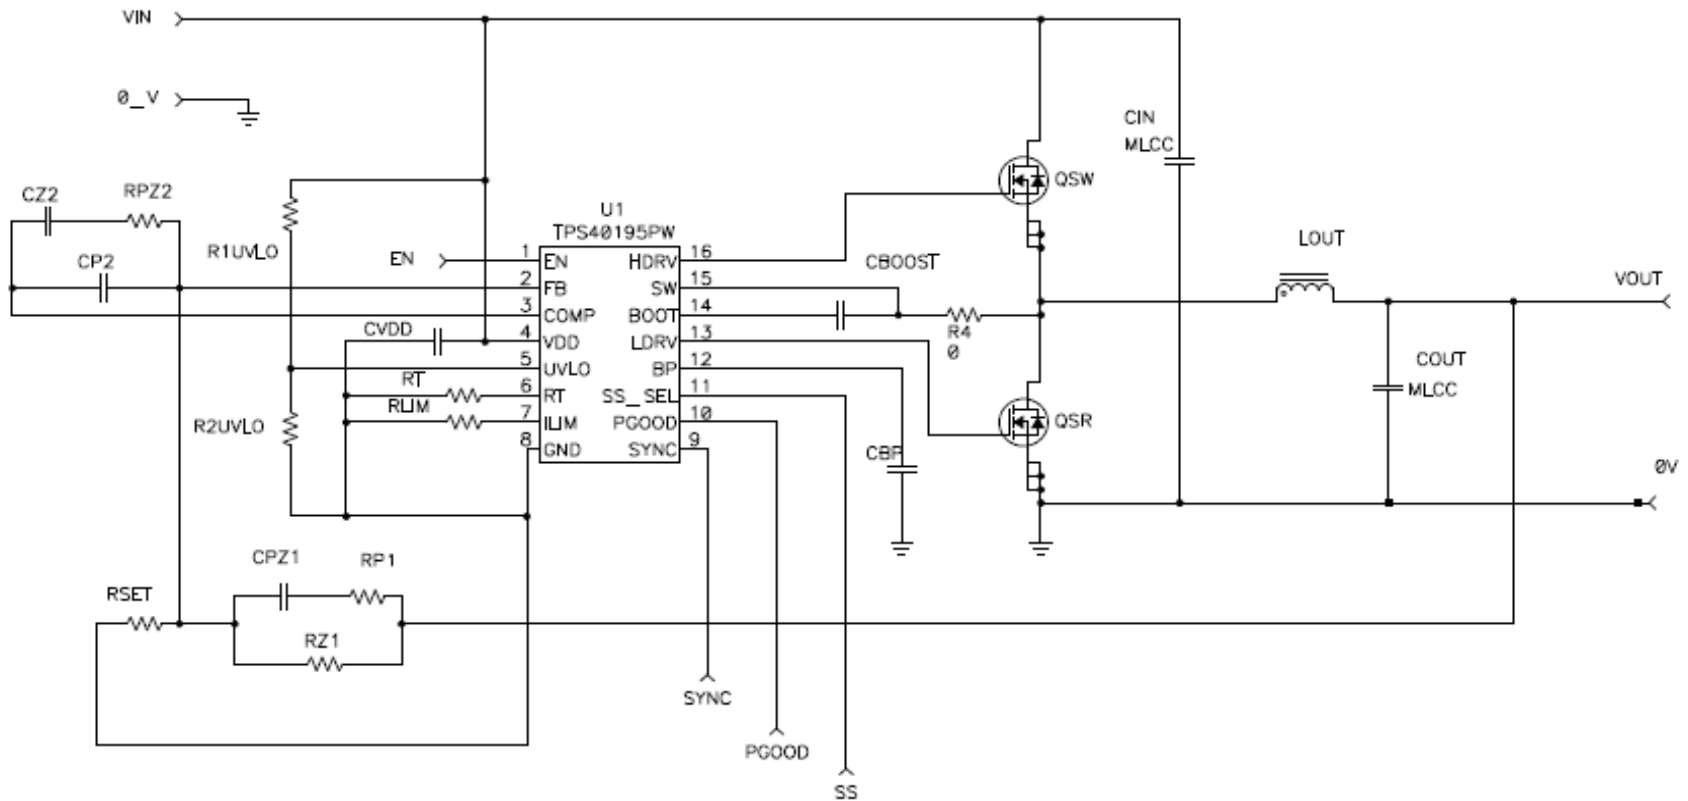 VIN
0_V
CIN
MLCC
CZ2
RPZ2
QSW
U1
TPS40195PW
R1UVLO
LOUT
EN
1
EN
HDRV
16
CBOOST
CP2
2
FB
SW
15
VOUT
3
COMP
BOOT
14
CVDD
4
VDD
LDRV
13
R4
0
5
UVLO
BP
12
COUT
MLCC
RT
6
RT
SS_SEL
11
RLIM
7
ILIM
PGOOD
10
QSR
R2UVLO
8
GND
SYNC
9
CBP
0V
CPZ1
RP1
RSET
RZ1
SYNC
PGOOD
SS